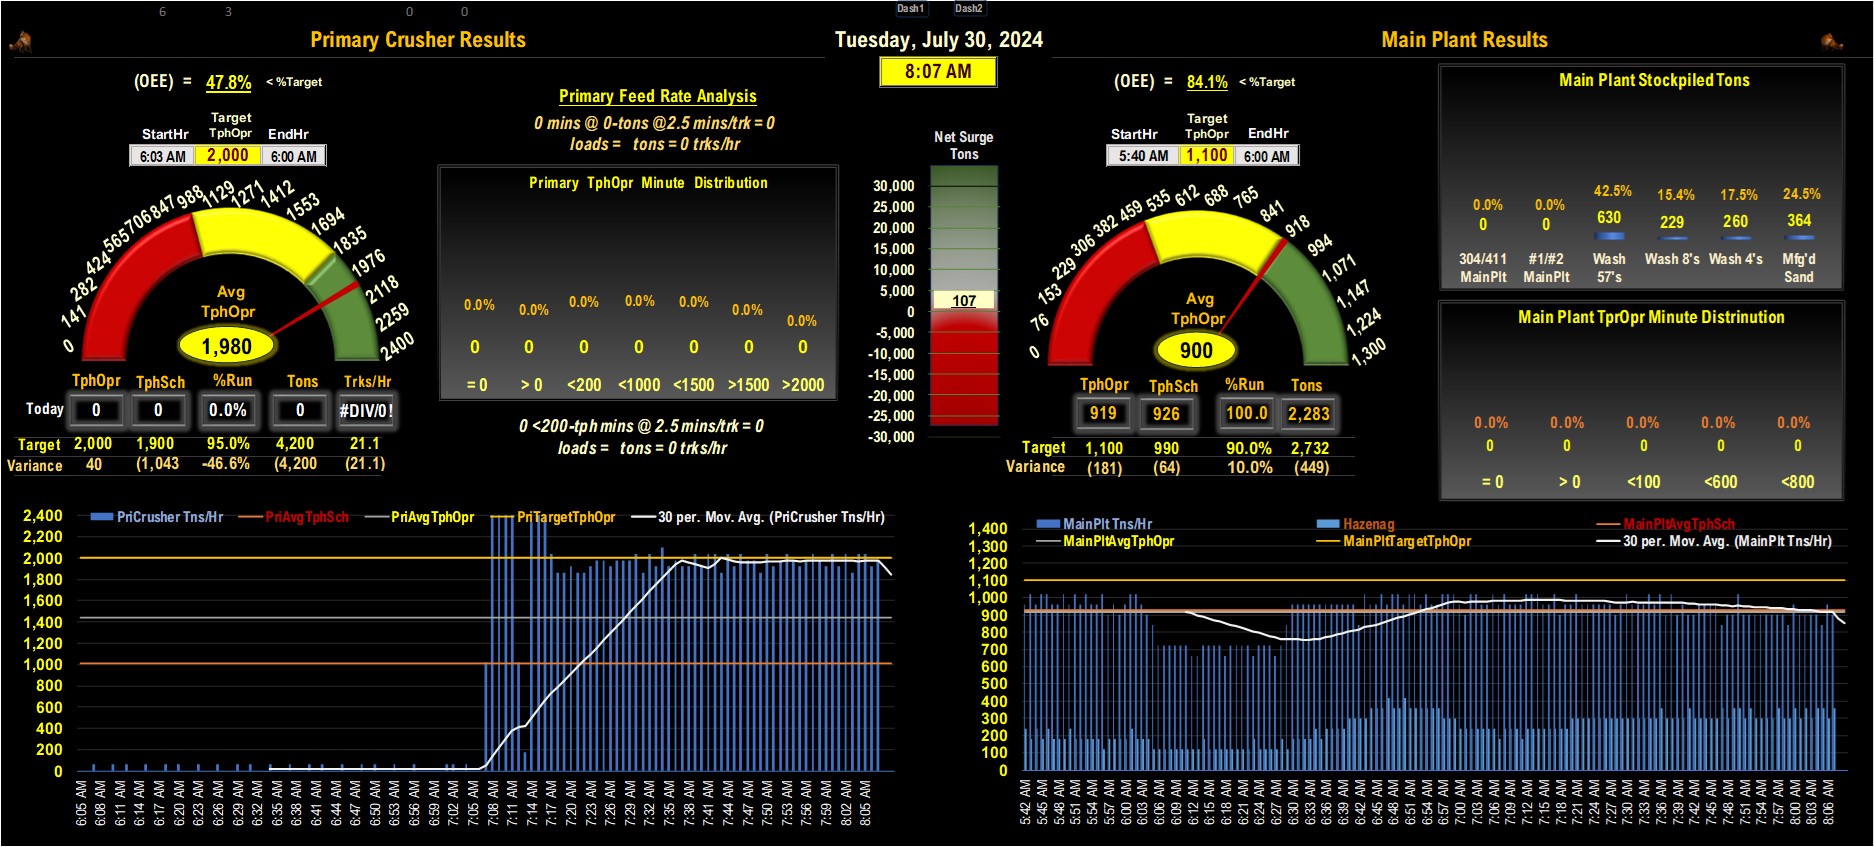 6 3 0 0 Dash1 Dash2
Primary Crusher Results
Tuesday, July 30, 2024
Main Plant Results
8:07 AM
(OEE) = 47.8% < %Target
Target
StartHr TphOpr EndHr
6:03 AM 2,000 6:00 AM
0 141 282 424 565 706 847 988 1129 1271 1412 1553 1694 1835 1976 2118 2259 2400
Avg
TphOpr
1,980
TphOpr TphSch %Run Tons Trks/Hr
Today 0 0 0.0% 0 #DIV/0!
Target 2,000 1,900 95.0% 4,200 21.1
Variance 40 (1,043 -46.6% (4,200 (21.1)
Primary Feed Rate Analysis
0 mins @ 0-tons @2.5 mins/trk = 0
loads = tons = 0 trks/hr
Primary TphOpr Minute Distribution
0.0% 0.0% 0.0% 0.0% 0.0% 0.0% 0.0%
0 0 0 0 0 0 0
= 0 > 0 <200 <1000 <1500 >1500 >2000
0 <200-tph mins @ 2.5 mins/trk = 0
loads = tons = 0 trks/hr
Net Surge
Tons
30,000
25,000
20,000
15,000
10,000
5,000
107
0
-5,000
-10,000
-15,000
-20,000
-25,000
-30,000
(OEE) = 84.1% < %Target
Target
StartHr TphOpr EndHr
5:40 AM 1,100 6:00 AM
0 76 153 229 306 382 459 535 612 688 765 841 918 994 1,071 1,147 1,224 1,300
Avg
TphOpr
900
TphOpr TphSch %Run Tons
919 926 100.0 2,283
Target 1,100 990 90.0% 2,732
Variance (181) (64) 10.0% (449)
Main Plant Stockpiled Tons
0.0% 0.0% 42.5% 15.4% 17.5% 24.5%
0 0 630 229 260 364
304/411 #1/#2 Wash Wash 8's Wash 4's Mfg'd
MainPlt MainPlt 57's Sand
Main Plant TprOpr Minute Distrinution
0.0% 0.0% 0.0% 0.0% 0.0%
0 0 0 0 0
= 0 > 0 <100 <600 <800
PriCrusher Tns/Hr PriAvgTphSch PriAvgTphOpr PriTargetTphOpr 30 per. Mov. Avg. (PriCrusher Tns/Hr)
2,400
2,200
2,000
1,800
1,600
1,400
1,200
1,000
800
600
400
200
0
6:05 AM 6:08 AM 6:11 AM 6:14 AM 6:17 AM 6:20 AM 6:23 AM 6:26 AM 6:29 AM 6:32 AM 6:35 AM 6:38 AM 6:41 AM 6:44 AM 6:47 AM 6:50 AM 6:53 AM 6:56 AM 6:59 AM 7:02 AM 7:05 AM 7:08 AM 7:11 AM 7:14 AM 7:17 AM 7:20 AM 7:23 AM 7:26 AM 7:29 AM 7:32 AM 7:35 AM 7:38 AM 7:41 AM 7:44 AM 7:47 AM 7:50 AM 7:53 AM 7:56 AM 7:59 AM 8:02 AM 8:05 AM
MainPlt Tns/Hr Hazenag MainPltAvgTphSch
MainPltAvgTphOpr MainPltTargetTphOpr 30 per. Mov. Avg. (MainPlt Tns/Hr)
1,400
1,300
1,200
1,100
1,000
900
800
700
600
500
400
300
200
100
0
5:42 AM 5:45 AM 5:48 AM 5:51 AM 5:54 AM 5:57 AM 6:00 AM 6:03 AM 6:06 AM 6:09 AM 6:12 AM 6:15 AM 6:18 AM 6:21 AM 6:24 AM 6:27 AM 6:30 AM 6:33 AM 6:36 AM 6:39 AM 6:42 AM 6:45 AM 6:48 AM 6:51 AM 6:54 AM 6:57 AM 7:00 AM 7:03 AM 7:06 AM 7:09 AM 7:12 AM 7:15 AM 7:18 AM 7:21 AM 7:24 AM 7:27 AM 7:30 AM 7:33 AM 7:36 AM 7:39 AM 7:42 AM 7:45 AM 7:48 AM 7:51 AM 7:54 AM 7:57 AM 8:00 AM 8:03 AM 8:06 AM